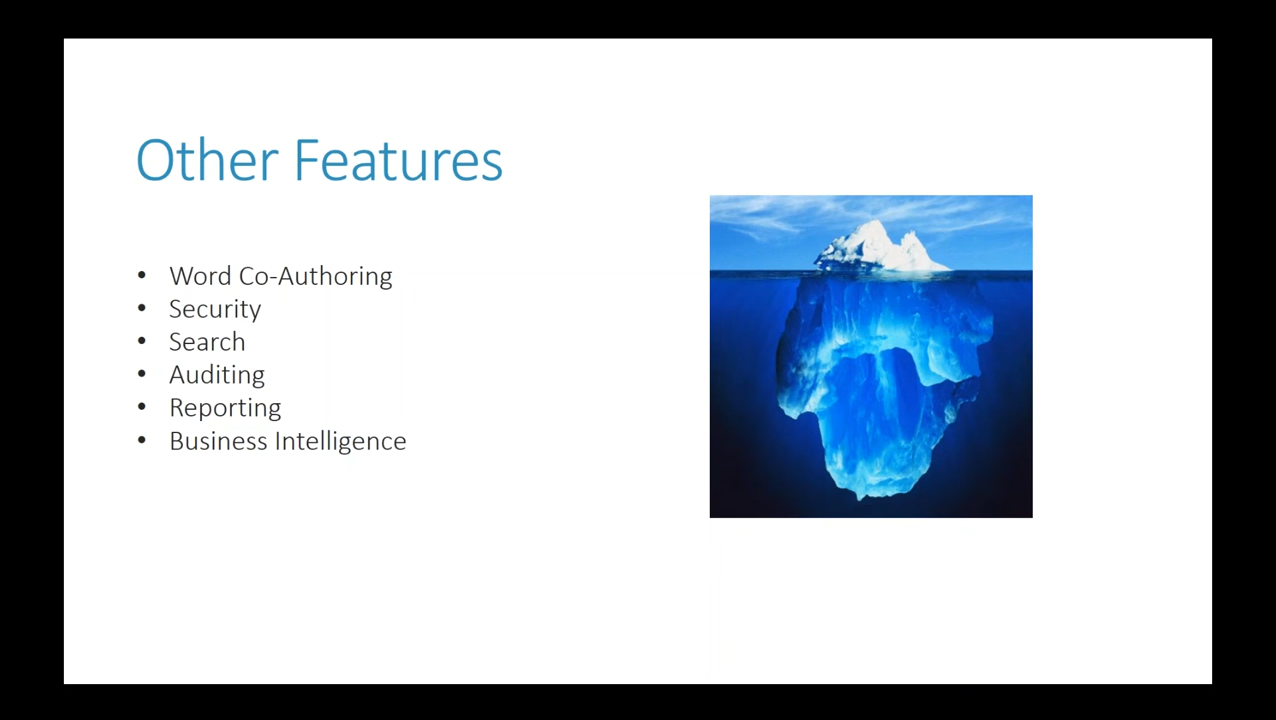 Other Features
• Word Co-Authoring
• Security
• Search
• Auditing
• Reporting
• Business Intelligence